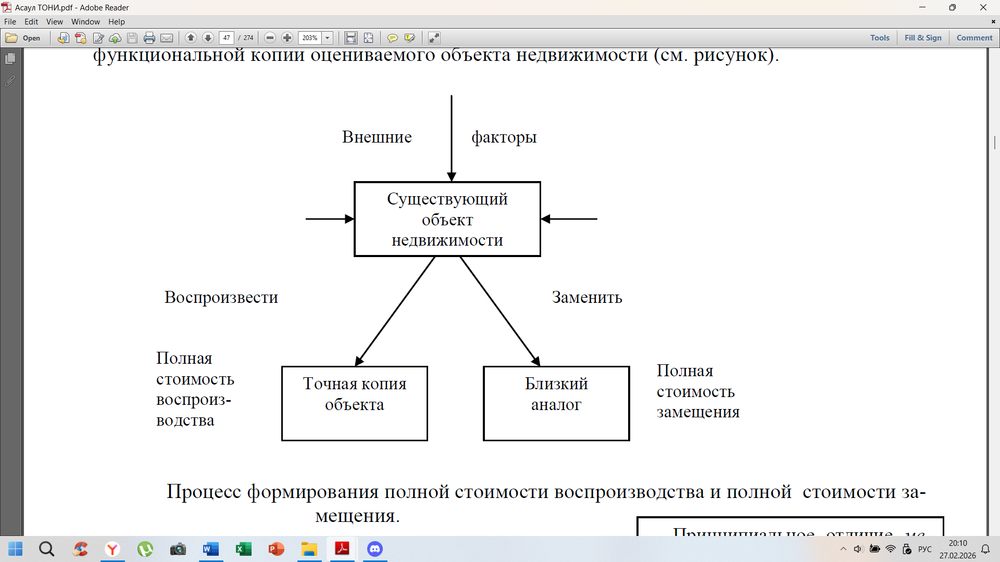 Асаул ТОНИ.pdf - Adobe Reader
File Edit View Window Help
Open 47 / 274 203% Tools Fill & Sign Comment
функциональной копии оцениваемого объекта недвижимости (см. рисунок).
Внешние факторы
Существующий
объект
недвижимости
Воспроизвести Заменить
Полная
стоимость
воспроиз-
водства
Точная копия
объекта
Близкий
аналог
Полная
стоимость
замещения
Процесс формирования полной стоимости воспроизводства и полной стоимости за-
мещения.
Принципиальное отличие ис
РУС
20:10
27.02.2026